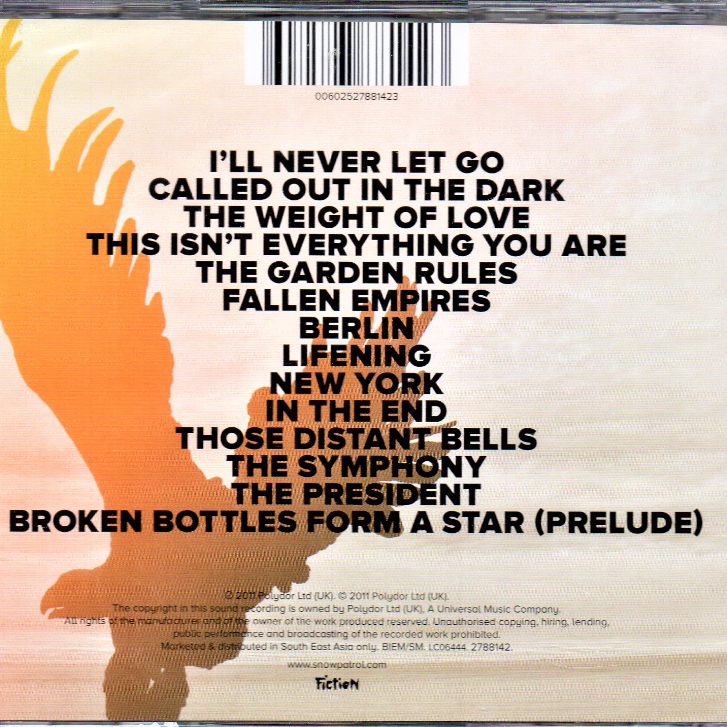 00602527881423
I'LL NEVER LET GO
CALLED OUT IN THE DARK
THE WEIGHT OF LOVE
THIS ISN'T EVERYTHING YOU ARE
THE GARDEN RULES
FALLEN EMPIRES
BERLIN
LIFENING
NEW YORK
IN THE END
THOSE DISTANT BELLS
THE SYMPHONY
THE PRESIDENT
BROKEN BOTTLES FORM A STAR (PRELUDE)
℗ 2011 Polydor Ltd (UK). © 2011 Polydor Ltd (UK).
The copyright in this sound recording is owned by Polydor Ltd (UK), A Universal Music Company.
All rights of the manufacturer and of the owner of the work produced reserved. Unauthorised copying, hiring, lending,
public performance and broadcasting of the recorded work prohibited.
Marketed & distributed in South East Asia only. BIEM/SM. LC06444. 2788142.
www.snowpatrol.com
Fiction